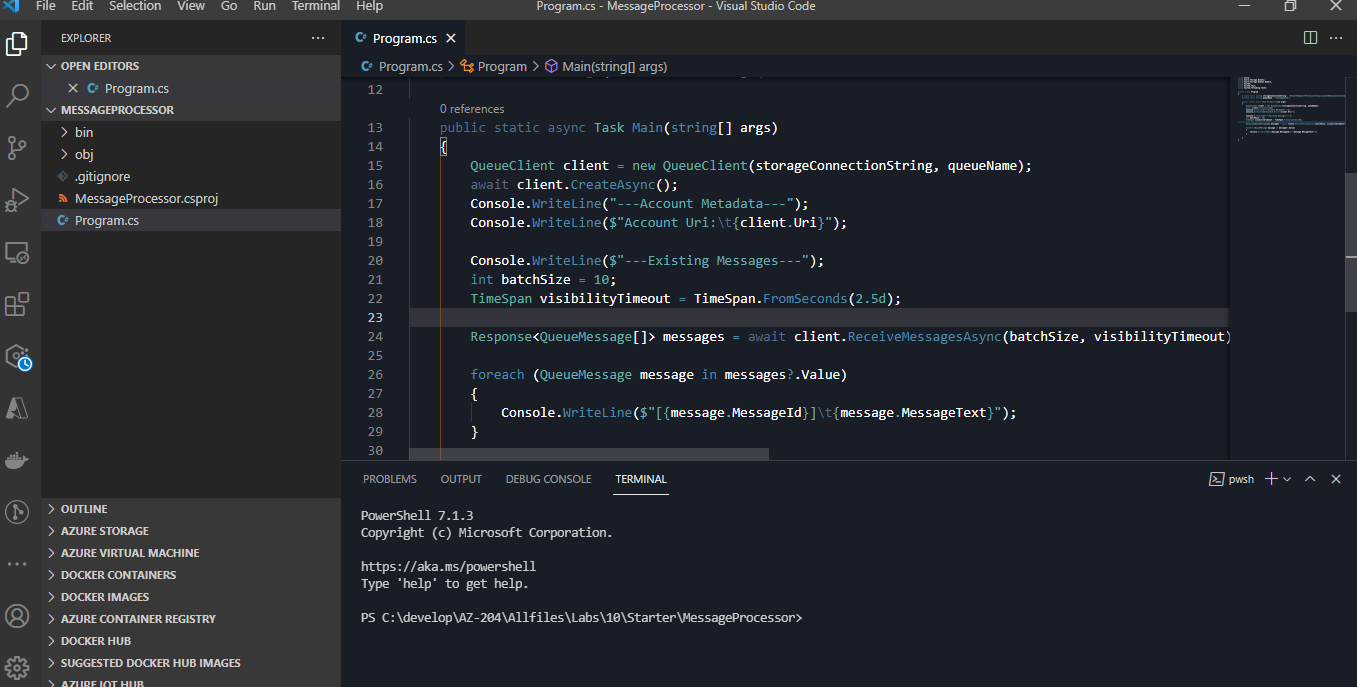 File Edit Selection View Go Run Terminal Help Program.cs - MessageProcessor - Visual Studio Code
EXPLORER
OPEN EDITORS
Program.cs
MESSAGEPROCESSOR
bin
obj
.gitignore
MessageProcessor.csproj
Program.cs
OUTLINE
AZURE STORAGE
AZURE VIRTUAL MACHINE
DOCKER CONTAINERS
DOCKER IMAGES
AZURE CONTAINER REGISTRY
DOCKER HUB
SUGGESTED DOCKER HUB IMAGES
AZURE IOT HUB
Program.cs
Program.cs > Program > Main(string[] args)
12
0 references
13 public static async Task Main(string[] args)
14 {
15 QueueClient client = new QueueClient(storageConnectionString, queueName);
16 await client.CreateAsync();
17 Console.WriteLine("---Account Metadata---");
18 Console.WriteLine($"Account Uri:\t{client.Uri}");
19
20 Console.WriteLine($"---Existing Messages---");
21 int batchSize = 10;
22 TimeSpan visibilityTimeout = TimeSpan.FromSeconds(2.5d);
23
24 Response<QueueMessage[]> messages = await client.ReceiveMessagesAsync(batchSize, visibilityTimeout)
25
26 foreach (QueueMessage message in messages?.Value)
27 {
28 Console.WriteLine($"[{message.MessageId}]\t{message.MessageText}");
29 }
30
PROBLEMS OUTPUT DEBUG CONSOLE TERMINAL pwsh
PowerShell 7.1.3
Copyright (c) Microsoft Corporation.
https://aka.ms/powershell
Type 'help' to get help.
PS C:\develop\AZ-204\Allfiles\Labs\10\Starter\MessageProcessor>